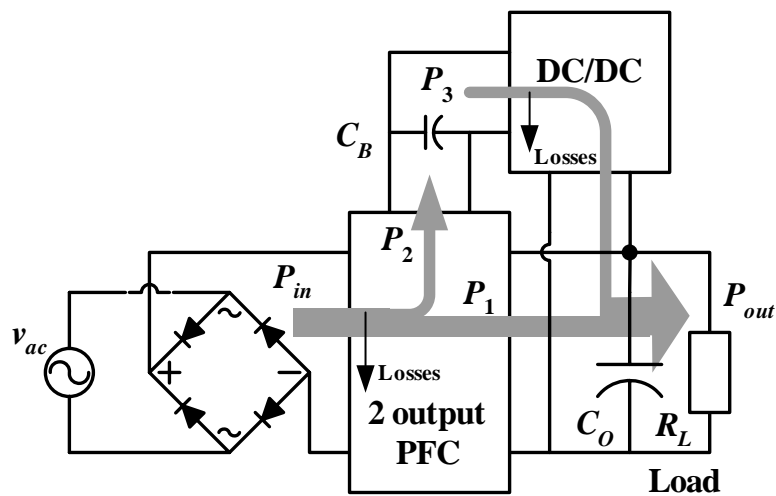 DC/DC
P3
CB
Losses
P2
Pin
P1
Pout
vac
~
+
−
~
Losses
2 output
PFC
CO
RL
Load